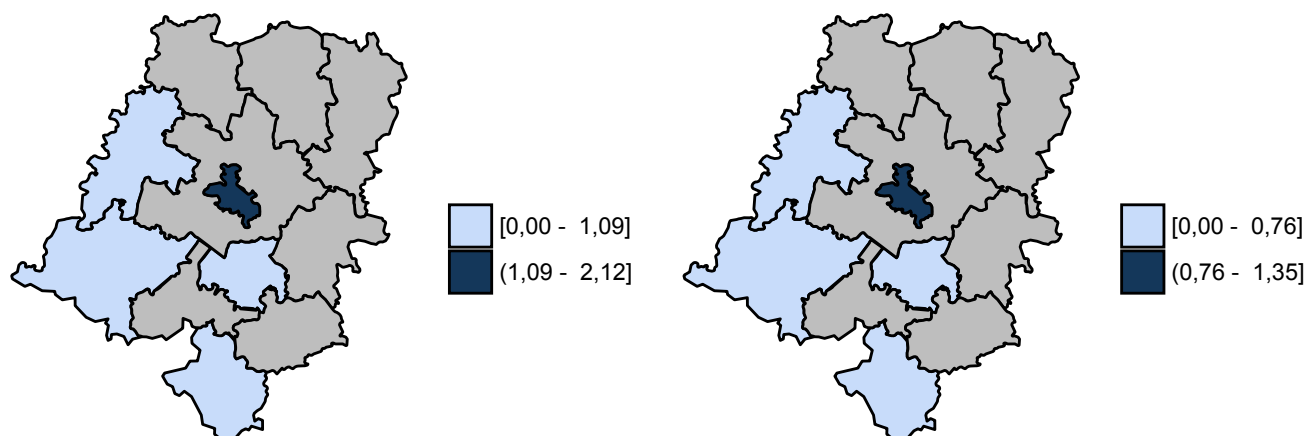 [0,00 - 1,09]
(1,09 - 2,12]
[0,00 - 0,76]
(0,76 - 1,35]